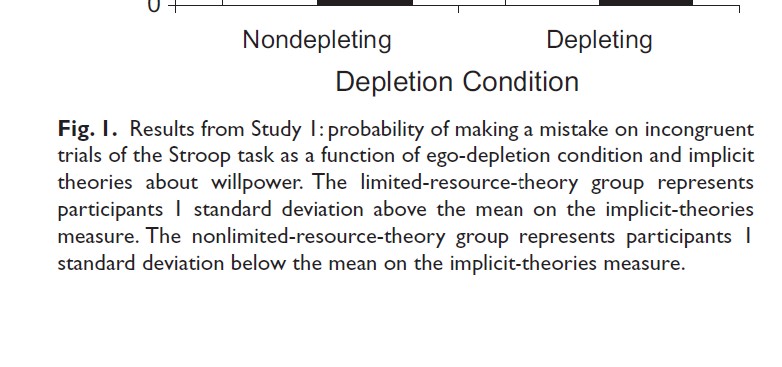 0
Nondepleting Depleting
Depletion Condition
Fig. 1. Results from Study 1: probability of making a mistake on incongruent
trials of the Stroop task as a function of ego-depletion condition and implicit
theories about willpower. The limited-resource-theory group represents
participants 1 standard deviation above the mean on the implicit-theories
measure. The nonlimited-resource-theory group represents participants 1
standard deviation below the mean on the implicit-theories measure.